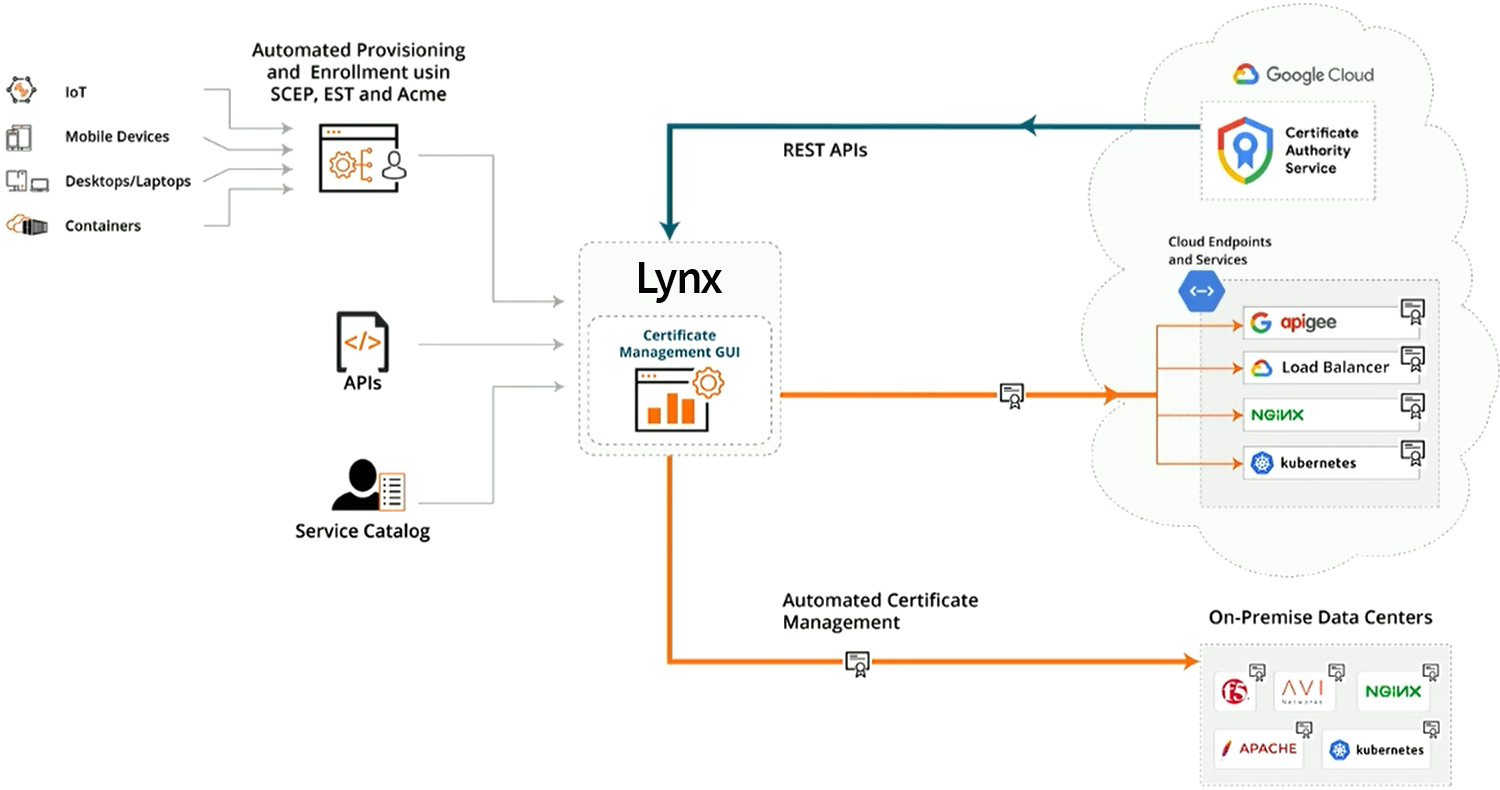 Automated Provisioning
and Enrollment usin
SCEP, EST and Acme
IoT
Mobile Devices
Desktops/Laptops
Containers
</>
APIs
Service Catalog
REST APIs
Lynx
Certificate
Management GUI
Google Cloud
Certificate
Authority
Service
Cloud Endpoints
and Services
apigee
Load Balancer
NGINX
kubernetes
Automated Certificate
Management
On-Premise Data Centers
f5
AVI
Networks
NGINX
APACHE
kubernetes